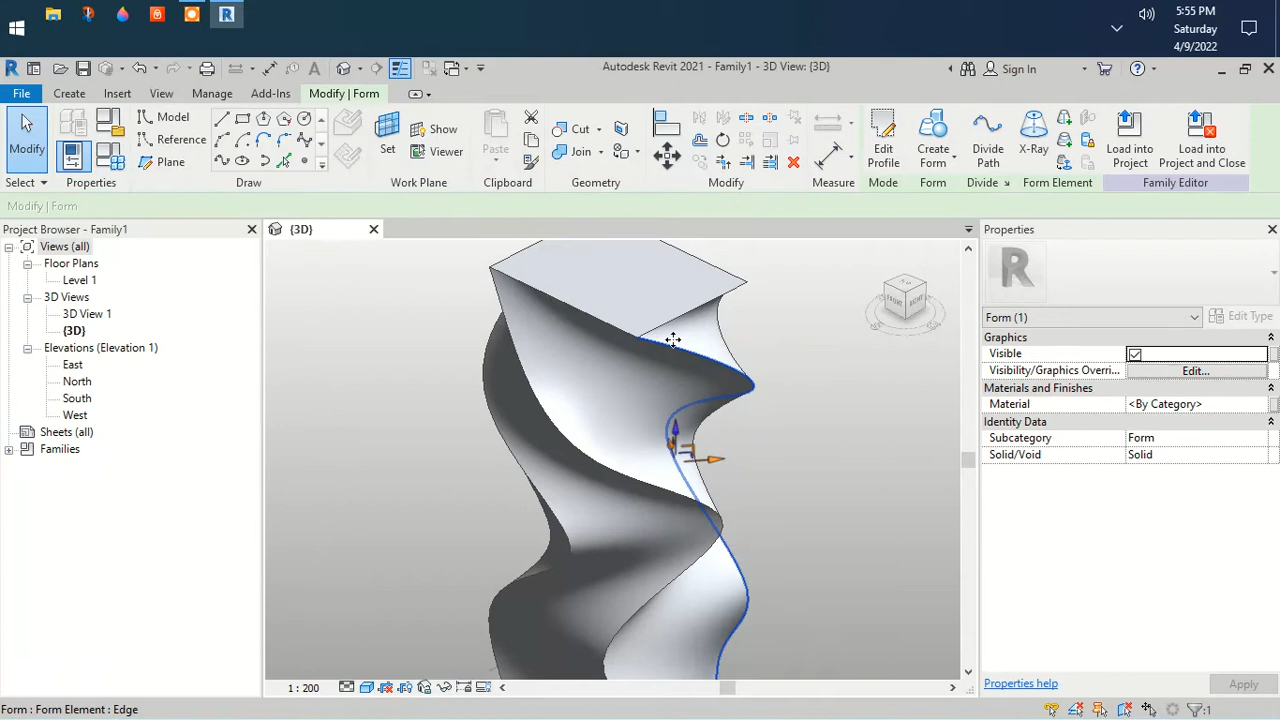 5:55 PM
Saturday
4/9/2022
Autodesk Revit 2021 - Family1 - 3D View: {3D}
Sign In
File
Create
Insert
View
Manage
Add-Ins
Modify | Form
Modify
Select
Properties
Model
Reference
Plane
Draw
Set
Show
Viewer
Work Plane
Paste
Clipboard
Cut
Join
Geometry
Modify
Measure
Edit
Profile
Mode
Create
Form
Form
Divide
Path
Divide
X-Ray
Form Element
Load into
Project
Load into
Project and Close
Family Editor
Modify | Form
Project Browser - Family1
Views (all)
Floor Plans
Level 1
3D Views
3D View 1
{3D}
Elevations (Elevation 1)
East
North
South
West
Sheets (all)
Families
{3D}
FRONT
RIGHT
Properties
R
Form (1)
Edit Type
Graphics
Visible
Visibility/Graphics Overri...
Edit...
Materials and Finishes
Material
<By Category>
Identity Data
Subcategory
Form
Solid/Void
Solid
Properties help
Apply
1 : 200
Form : Form Element : Edge
:1